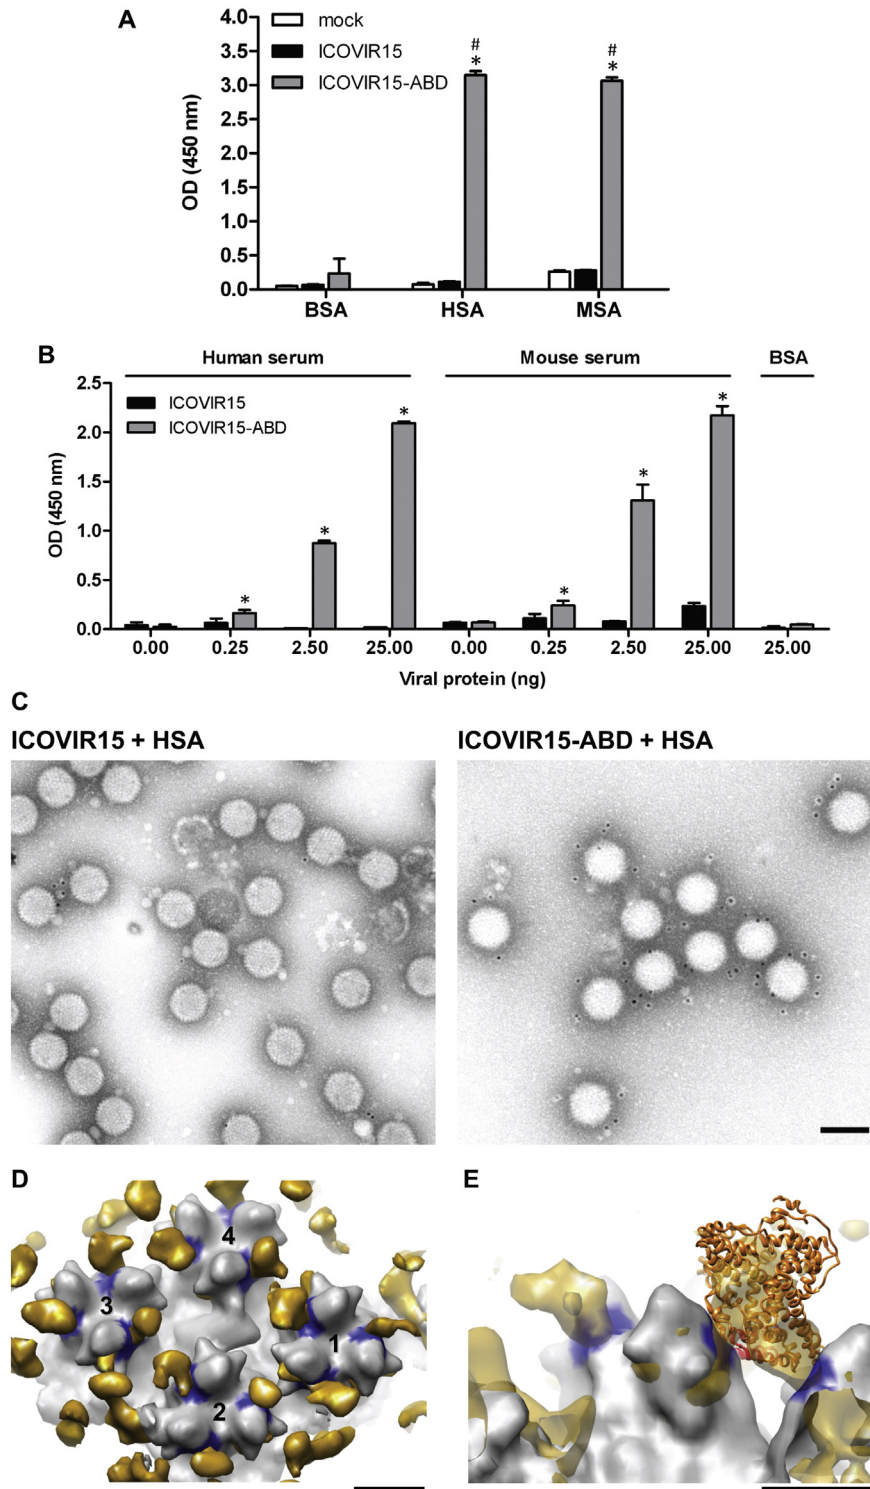 A
OD (450 nm)
4.0
3.5
3.0
2.5
2.0
1.5
1.0
0.5
0.0
mock
ICOVIR15
ICOVIR15-ABD
#
*
#
*
BSA HSA MSA
B
Human serum Mouse serum BSA
OD (450 nm)
2.5
2.0
1.5
1.0
0.5
0.0
ICOVIR15
ICOVIR15-ABD
* * * * * *
0.00 0.25 2.50 25.00 0.00 0.25 2.50 25.00 25.00
Viral protein (ng)
C
ICOVIR15 + HSA ICOVIR15-ABD + HSA
D
4
3
1
2
E